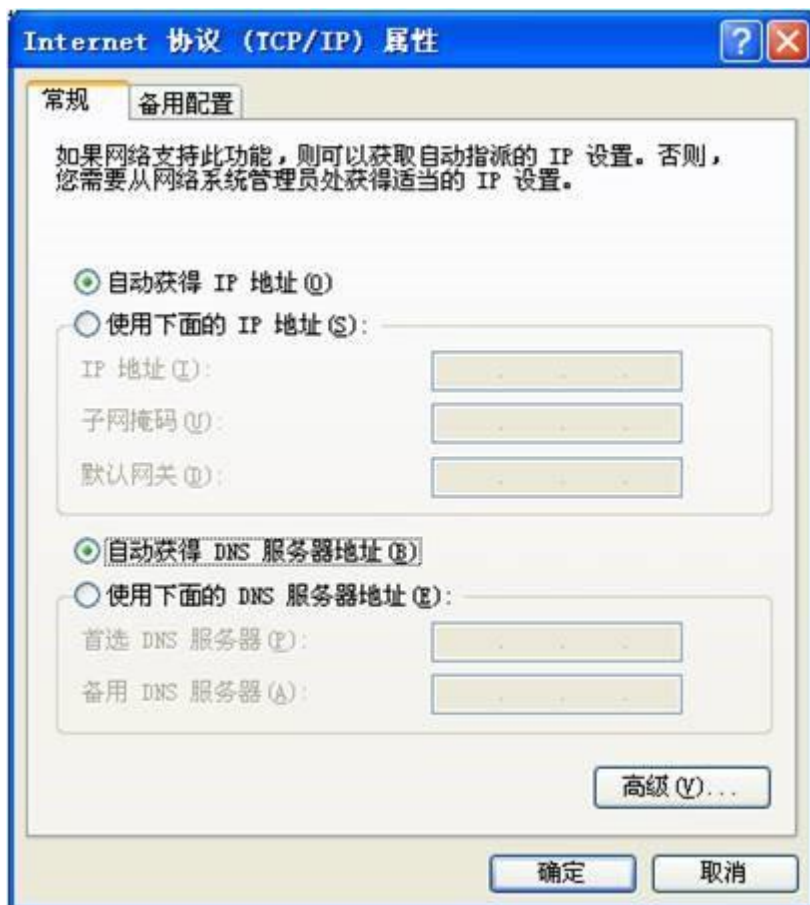 Internet 协议 (TCP/IP) 属性
常规
备用配置
如果网络支持此功能，则可以获取自动指派的 IP 设置。否则，
您需要从网络系统管理员处获得适当的 IP 设置。
自动获得 IP 地址(O)
使用下面的 IP 地址(S):
IP 地址(I):
子网掩码(U):
默认网关(D):
自动获得 DNS 服务器地址(B)
使用下面的 DNS 服务器地址(E):
首选 DNS 服务器(P):
备用 DNS 服务器(A):
高级(V)...
确定
取消